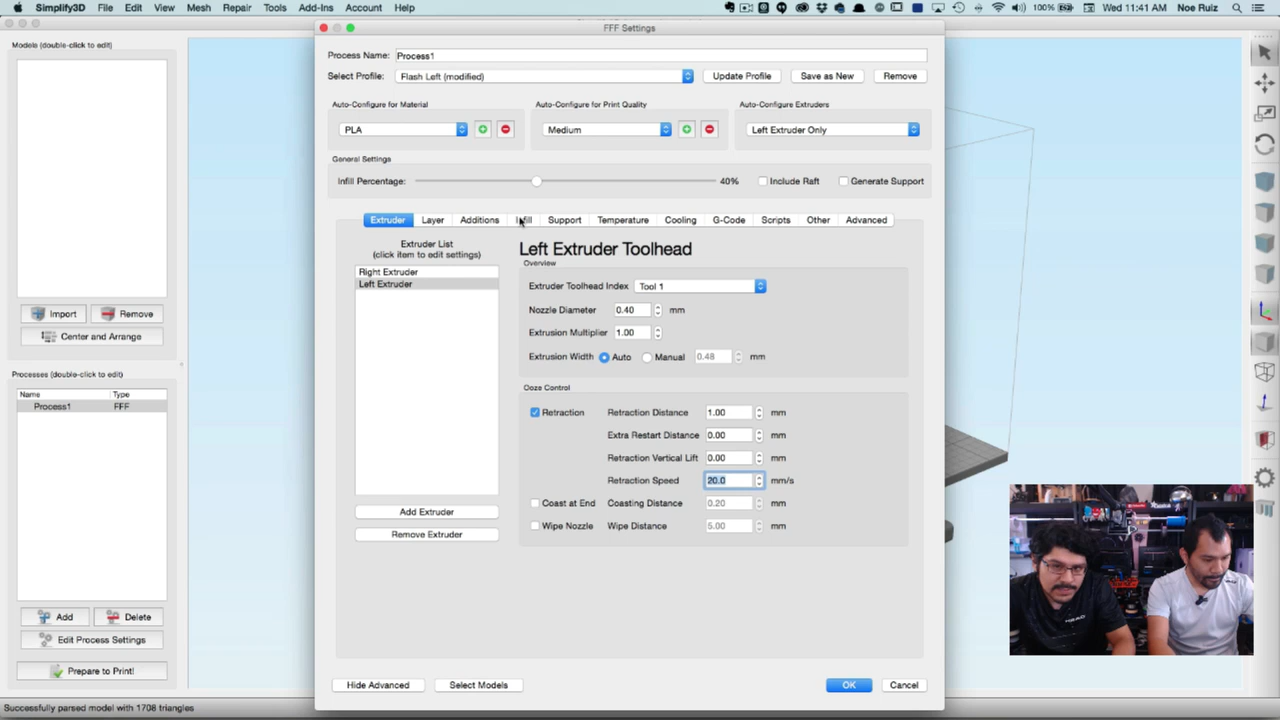 Simplify3D File Edit View Mesh Repair Tools Add-Ins Account Help 100% Wed 11:41 AM Noe Ruiz
FFF Settings
Models (double-click to edit)
Import Remove
Center and Arrange
Processes (double-click to edit)
Name Type
Process1 FFF
Add Delete
Edit Process Settings
Prepare to Print!
Successfully parsed model with 1708 triangles
Process Name: Process1
Select Profile: Flash Left (modified) Update Profile Save as New Remove
Auto-Configure for Material Auto-Configure for Print Quality Auto-Configure Extruders
PLA Medium Left Extruder Only
General Settings
Infill Percentage: 40% Include Raft Generate Support
Extruder Layer Additions Infill Support Temperature Cooling G-Code Scripts Other Advanced
Extruder List
(click item to edit settings)
Right Extruder
Left Extruder
Add Extruder
Remove Extruder
Left Extruder Toolhead
Overview
Extruder Toolhead Index Tool 1
Nozzle Diameter 0.40 mm
Extrusion Multiplier 1.00
Extrusion Width Auto Manual 0.48 mm
Ooze Control
Retraction Retraction Distance 1.00 mm
Extra Restart Distance 0.00 mm
Retraction Vertical Lift 0.00 mm
Retraction Speed 20.0 mm/s
Coast at End Coasting Distance 0.20 mm
Wipe Nozzle Wipe Distance 5.00 mm
Hide Advanced Select Models OK Cancel
HEAD